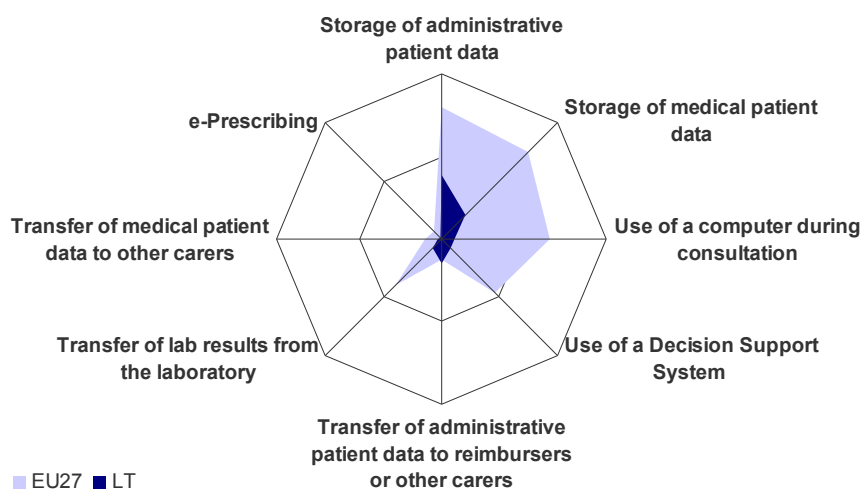 Storage of administrative
patient data
Storage of medical patient
data
Use of a computer during
consultation
Use of a Decision Support
System
Transfer of administrative
patient data to reimbursers
or other carers
Transfer of lab results from
the laboratory
Transfer of medical patient
data to other carers
e-Prescribing
EU27 LT